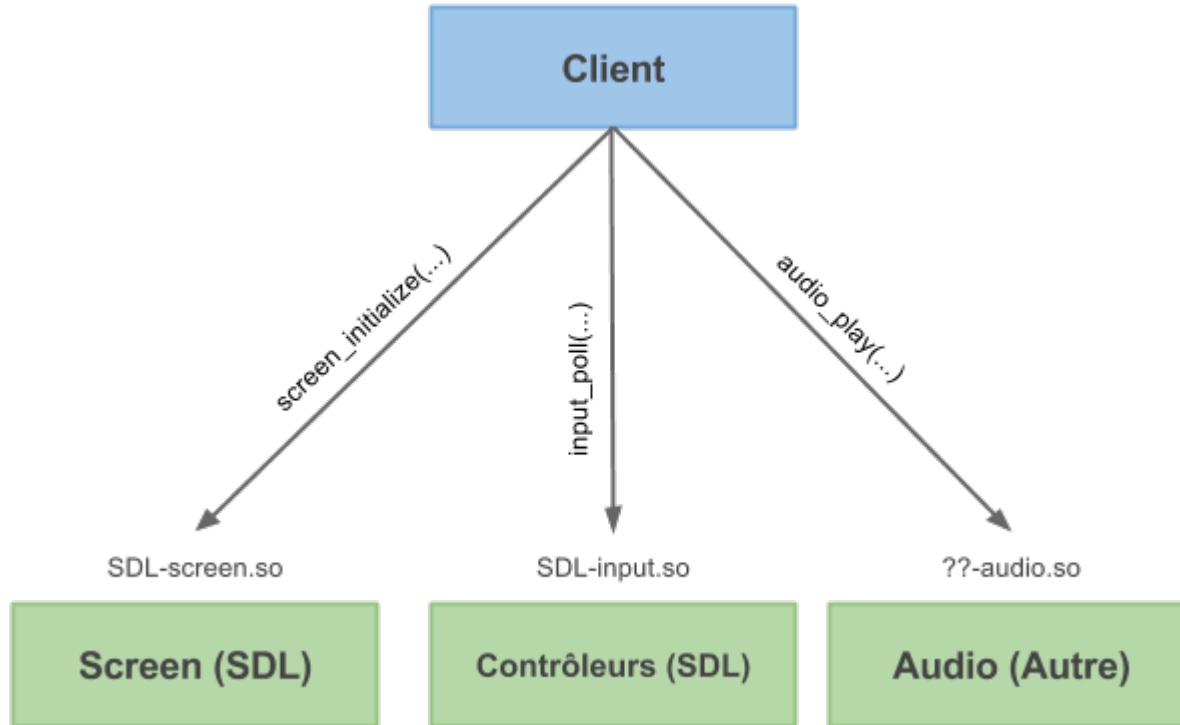 Client
screen_initialize(...)
input_poll(...)
audio_play(...)
SDL-screen.so
SDL-input.so
??-audio.so
Screen (SDL)
Contrôleurs (SDL)
Audio (Autre)